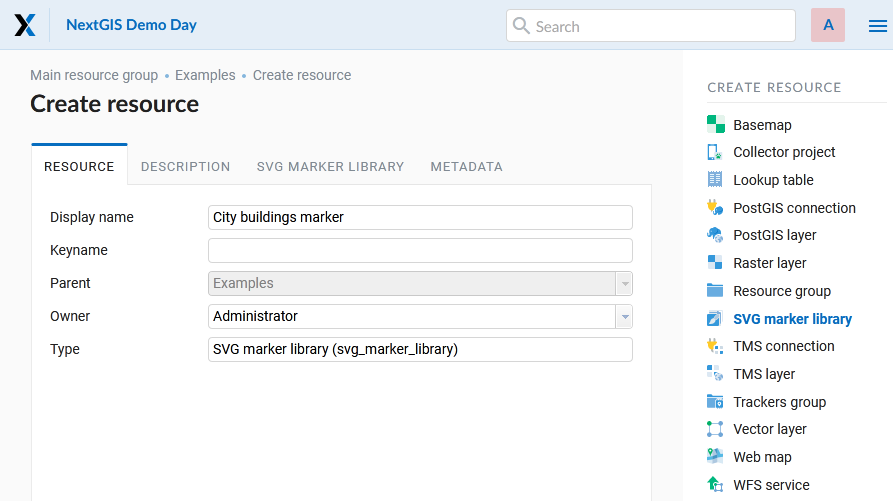 NextGIS Demo Day
Search
A
Main resource group • Examples • Create resource
Create resource
RESOURCE DESCRIPTION SVG MARKER LIBRARY METADATA
Display name City buildings marker
Keyname
Parent Examples
Owner Administrator
Type SVG marker library (svg_marker_library)
CREATE RESOURCE
Basemap
Collector project
Lookup table
PostGIS connection
PostGIS layer
Raster layer
Resource group
SVG marker library
TMS connection
TMS layer
Trackers group
Vector layer
Web map
WFS service